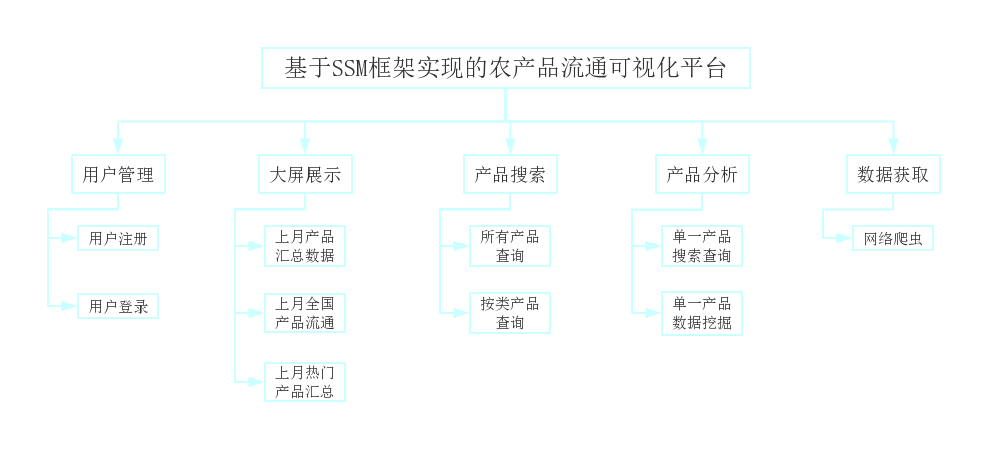 基于SSM框架实现的农产品流通可视化平台
用户管理
大屏展示
产品搜索
产品分析
数据获取
用户注册
用户登录
上月产品
汇总数据
上月全国
产品流通
上月热门
产品汇总
所有产品
查询
按类产品
查询
单一产品
搜索查询
单一产品
数据挖掘
网络爬虫